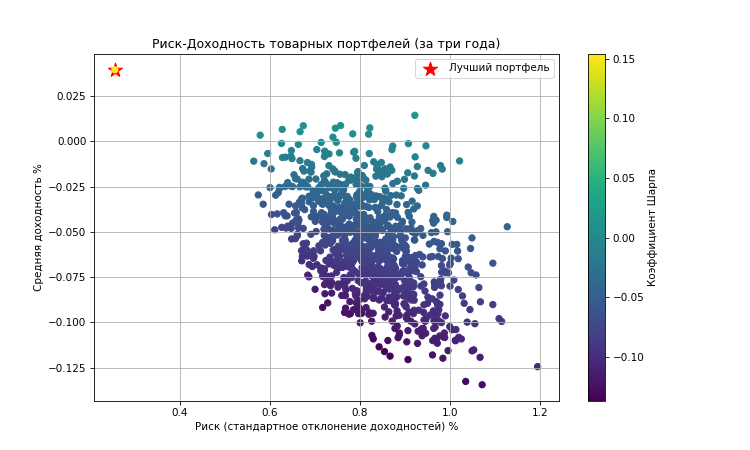 Риск-Доходность товарных портфелей (за три года)
Лучший портфель
Средняя доходность %
0.025
0.000
−0.025
−0.050
−0.075
−0.100
−0.125
0.4 0.6 0.8 1.0 1.2
Риск (стандартное отклонение доходностей) %
0.15
0.10
0.05
0.00
−0.05
−0.10
Коэффициент Шарпа